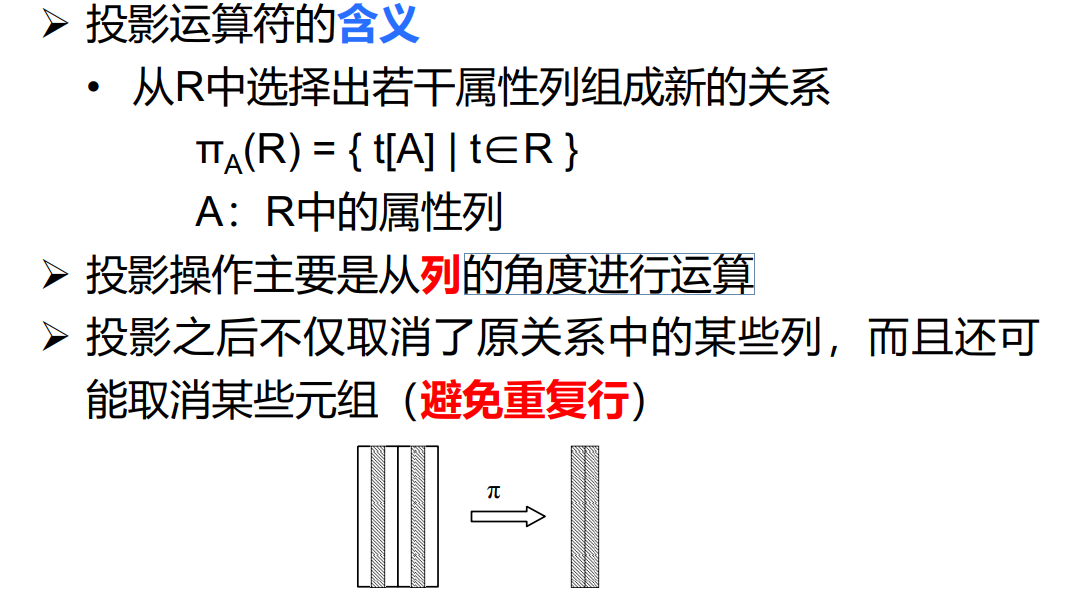 ➢ 投影运算符的含义
• 从R中选择出若干属性列组成新的关系
πA(R) = { t[A] | t∈R }
A：R中的属性列
➢ 投影操作主要是从列的角度进行运算
➢ 投影之后不仅取消了原关系中的某些列，而且还可
能取消某些元组（避免重复行）
π